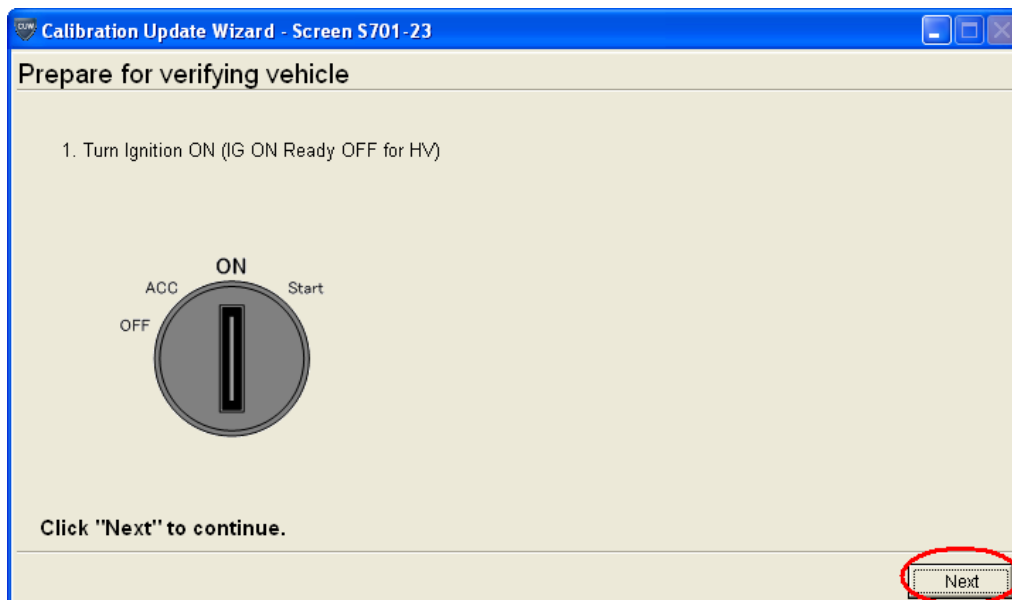 CUW Calibration Update Wizard - Screen S701-23
Prepare for verifying vehicle
1. Turn Ignition ON (IG ON Ready OFF for HV)
ON
ACC
Start
OFF
Click "Next" to continue.
Next